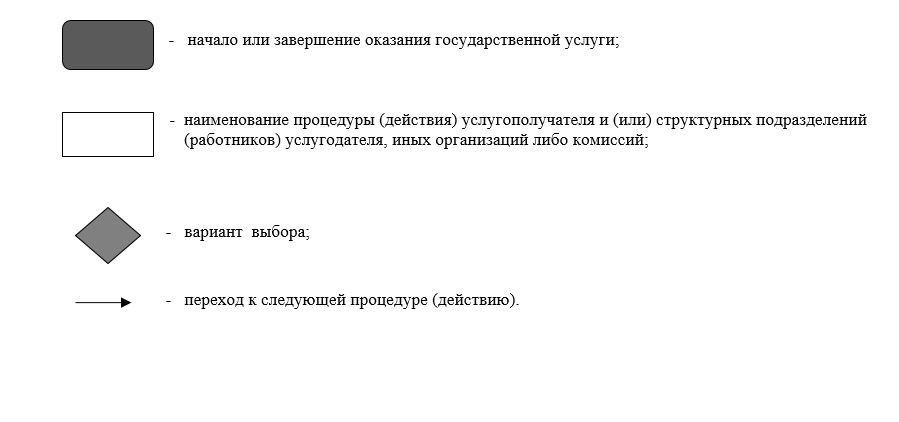 - начало или завершение оказания государственной услуги;
- наименование процедуры (действия) услугополучателя и (или) структурных подразделений
(работников) услугодателя, иных организаций либо комиссий;
- вариант выбора;
- переход к следующей процедуре (действию).